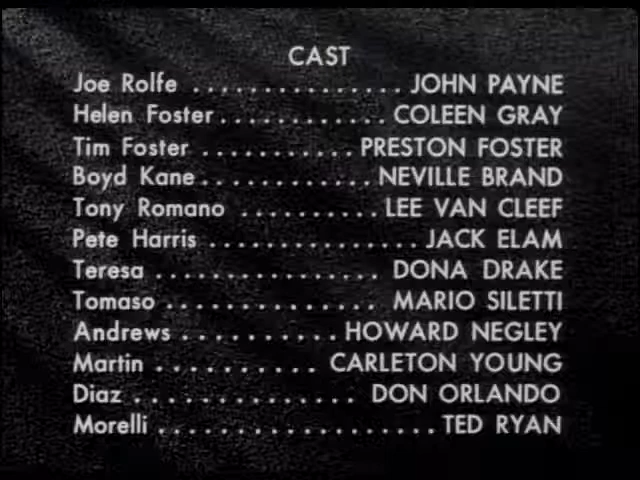 CAST
Joe Rolfe ............... JOHN PAYNE
Helen Foster............ COLEEN GRAY
Tim Foster ........... PRESTON FOSTER
Boyd Kane............ NEVILLE BRAND
Tony Romano .......... LEE VAN CLEEF
Pete Harris ............... JACK ELAM
Teresa ................ DONA DRAKE
Tomaso ............... MARIO SILETTI
Andrews .......... HOWARD NEGLEY
Martin .......... CARLETON YOUNG
Diaz ................ DON ORLANDO
Morelli .................... TED RYAN